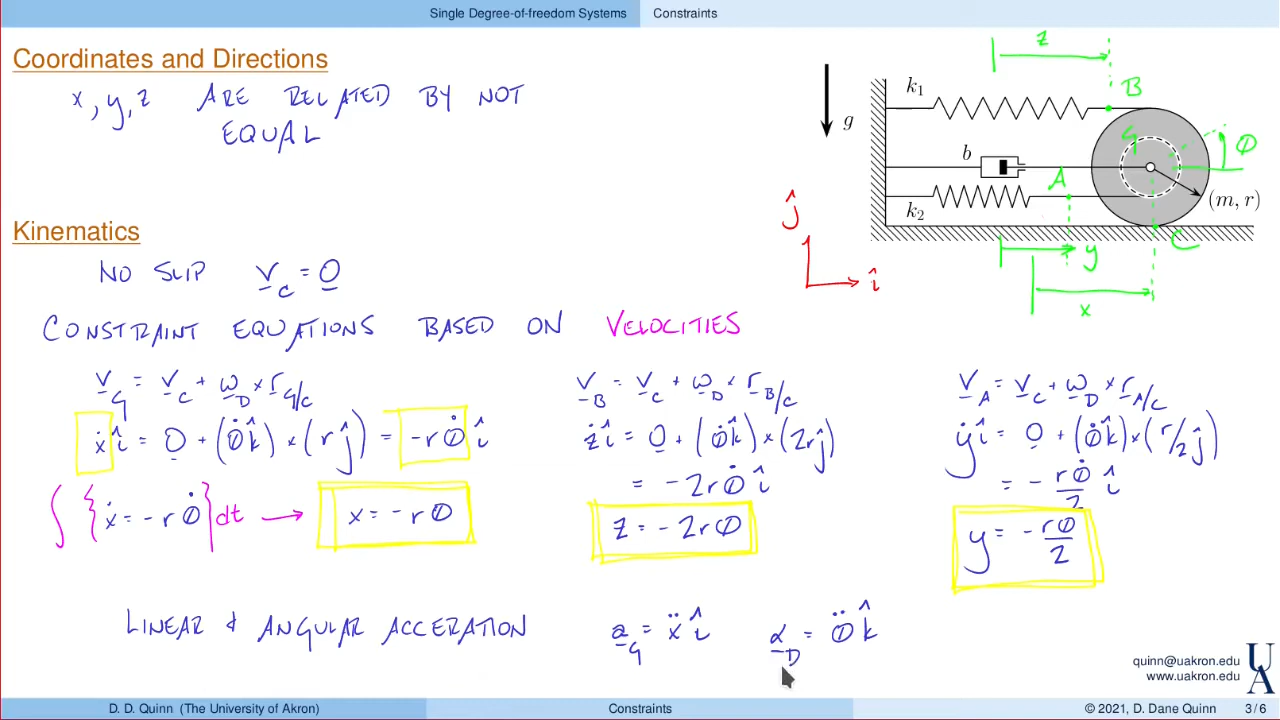 Single Degree-of-freedom Systems Constraints
Coordinates and Directions
x, y, z ARE RELATED BY NOT
EQUAL
z
B
k₁
g
G
θ
b
A
(m, r)
k₂
C
y
x
ĵ
î
Kinematics
NO SLIP v_C = 0
CONSTRAINT EQUATIONS BASED ON VELOCITIES
v_G = v_C + ω_D × r_G/C
ẋ î = 0 + (θ̇ k̂) × (r ĵ) = -r θ̇ î
∫ { ẋ = -r θ̇ } dt → x = -r θ
v_B = v_C + ω_D × r_B/C
ż î = 0 + (θ̇ k̂) × (2r ĵ)
= -2r θ̇ î
z = -2r θ
v_A = v_C + ω_D × r_A/C
ẏ î = 0 + (θ̇ k̂) × (r/2 ĵ)
= - r θ̇ / 2 î
y = - r θ / 2
LINEAR & ANGULAR ACCERATION a_G = ẍ î α_D = θ̈ k̂
quinn@uakron.edu
www.uakron.edu
UA
D. D. Quinn (The University of Akron) Constraints © 2021, D. Dane Quinn 3/6